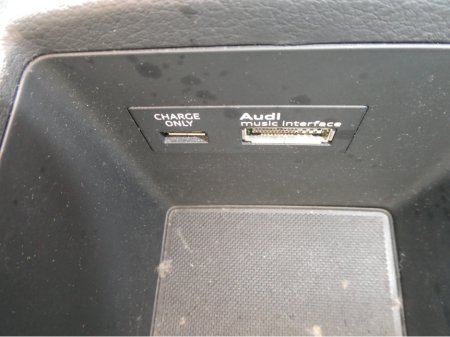 CHARGE
ONLY
Audi
music interface